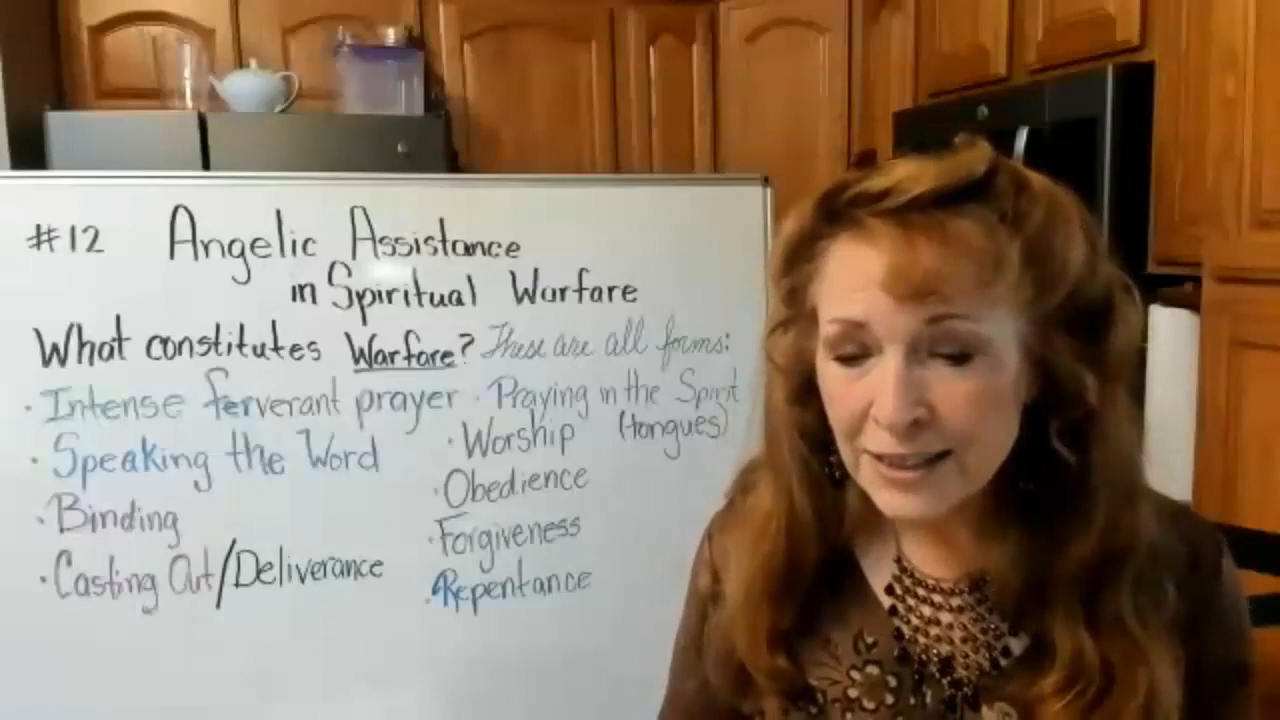 #12 Angelic Assistance
in Spiritual Warfare
What constitutes Warfare? These are all forms:
· Intense ferverant prayer
· Speaking the Word
· Binding
· Casting Out/Deliverance
· Praying in the Spirit
(tongues)
· Worship
· Obedience
· Forgiveness
· Repentance